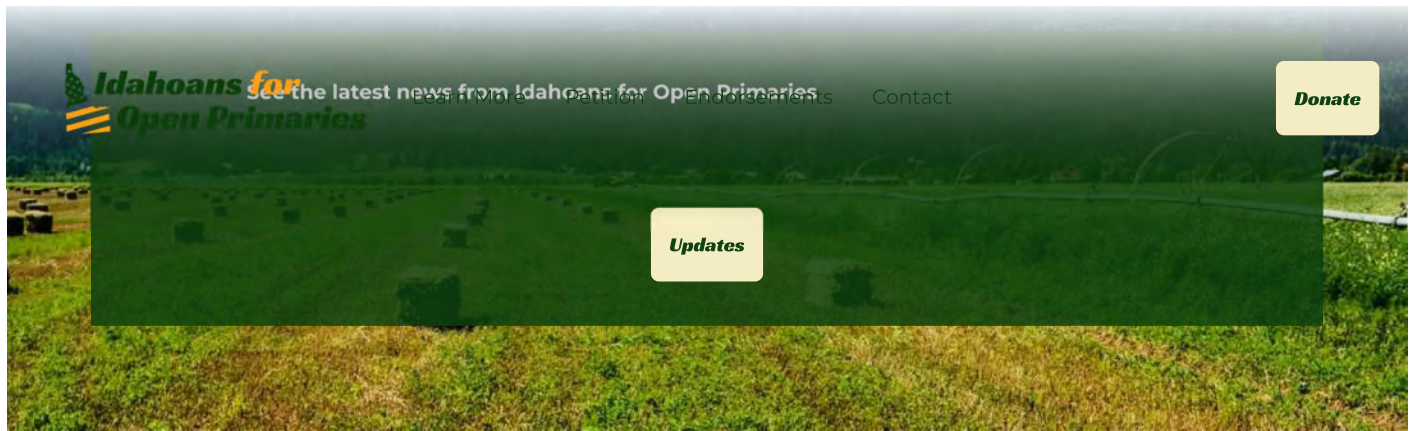 Idahoans for
Open Primaries
See the latest news from Idahoans for Open Primaries
Learn More
Petition
Endorsements
Contact
Donate
Updates